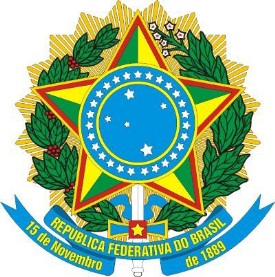 REPÚBLICA FEDERATIVA DO BRASIL
15 de Novembro
de 1889